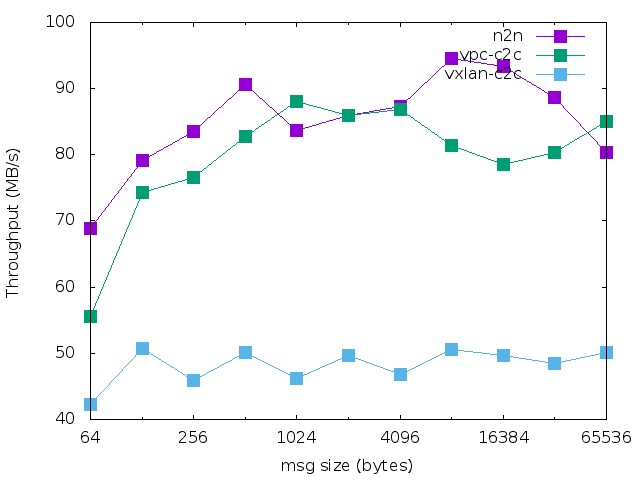 100
90
80
70
60
50
40
Throughput (MB/s)
n2n
vpc-c2c
vxlan-c2c
64 256 1024 4096 16384 65536
msg size (bytes)